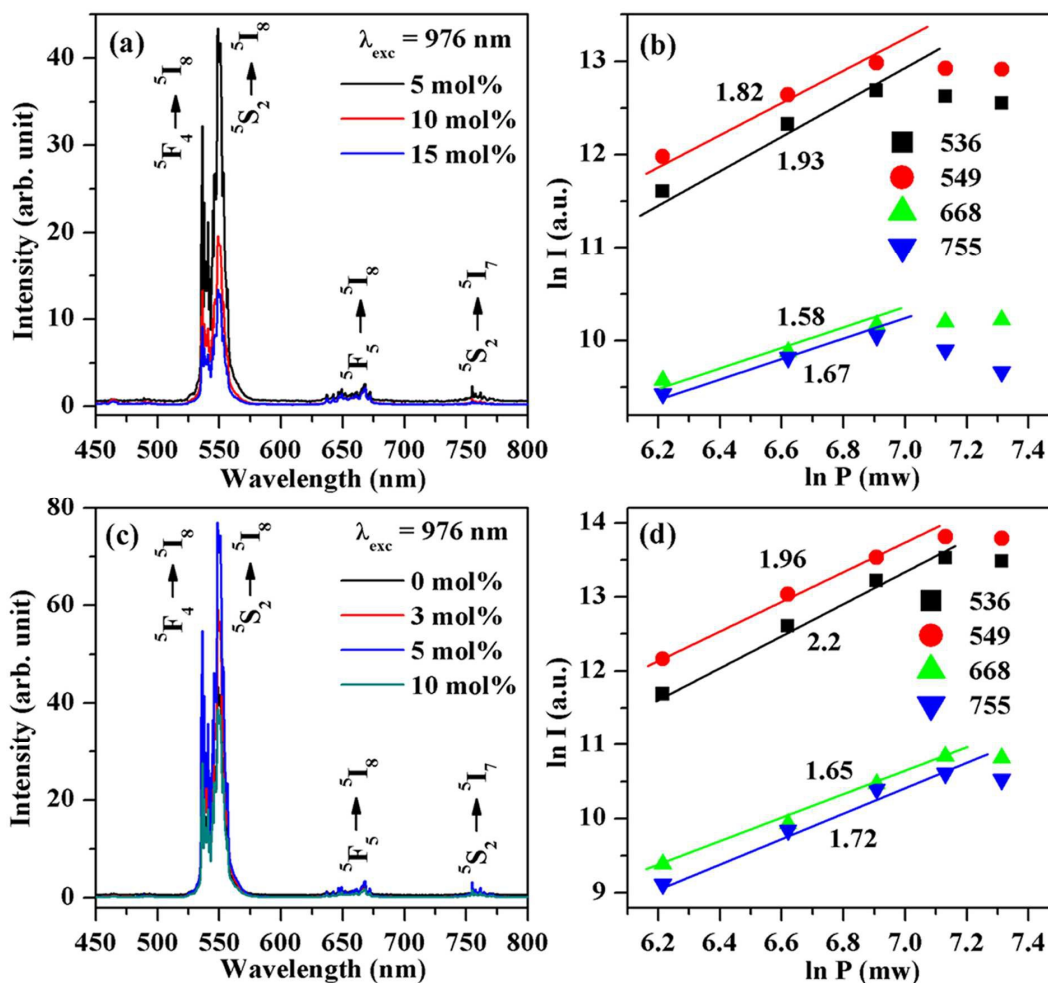 (a)
λexc = 976 nm
5 mol%
10 mol%
15 mol%
⁵F₄ → ⁵I₈
⁵S₂ → ⁵I₈
⁵F₅ → ⁵I₈
⁵S₂ → ⁵I₇
Intensity (arb. unit)
40
30
20
10
0
450 500 550 600 650 700 750 800
Wavelength (nm)
(b)
1.82
1.93
1.58
1.67
536
549
668
755
ln I (a.u.)
13
12
11
10
6.2 6.4 6.6 6.8 7.0 7.2 7.4
ln P (mw)
(c)
λexc = 976 nm
0 mol%
3 mol%
5 mol%
10 mol%
⁵F₄ → ⁵I₈
⁵S₂ → ⁵I₈
⁵F₅ → ⁵I₈
⁵S₂ → ⁵I₇
Intensity (arb. unit)
80
60
40
20
0
450 500 550 600 650 700 750 800
Wavelength (nm)
(d)
1.96
2.2
1.65
1.72
536
549
668
755
ln I (a.u.)
14
13
12
11
10
9
6.2 6.4 6.6 6.8 7.0 7.2 7.4
ln P (mw)